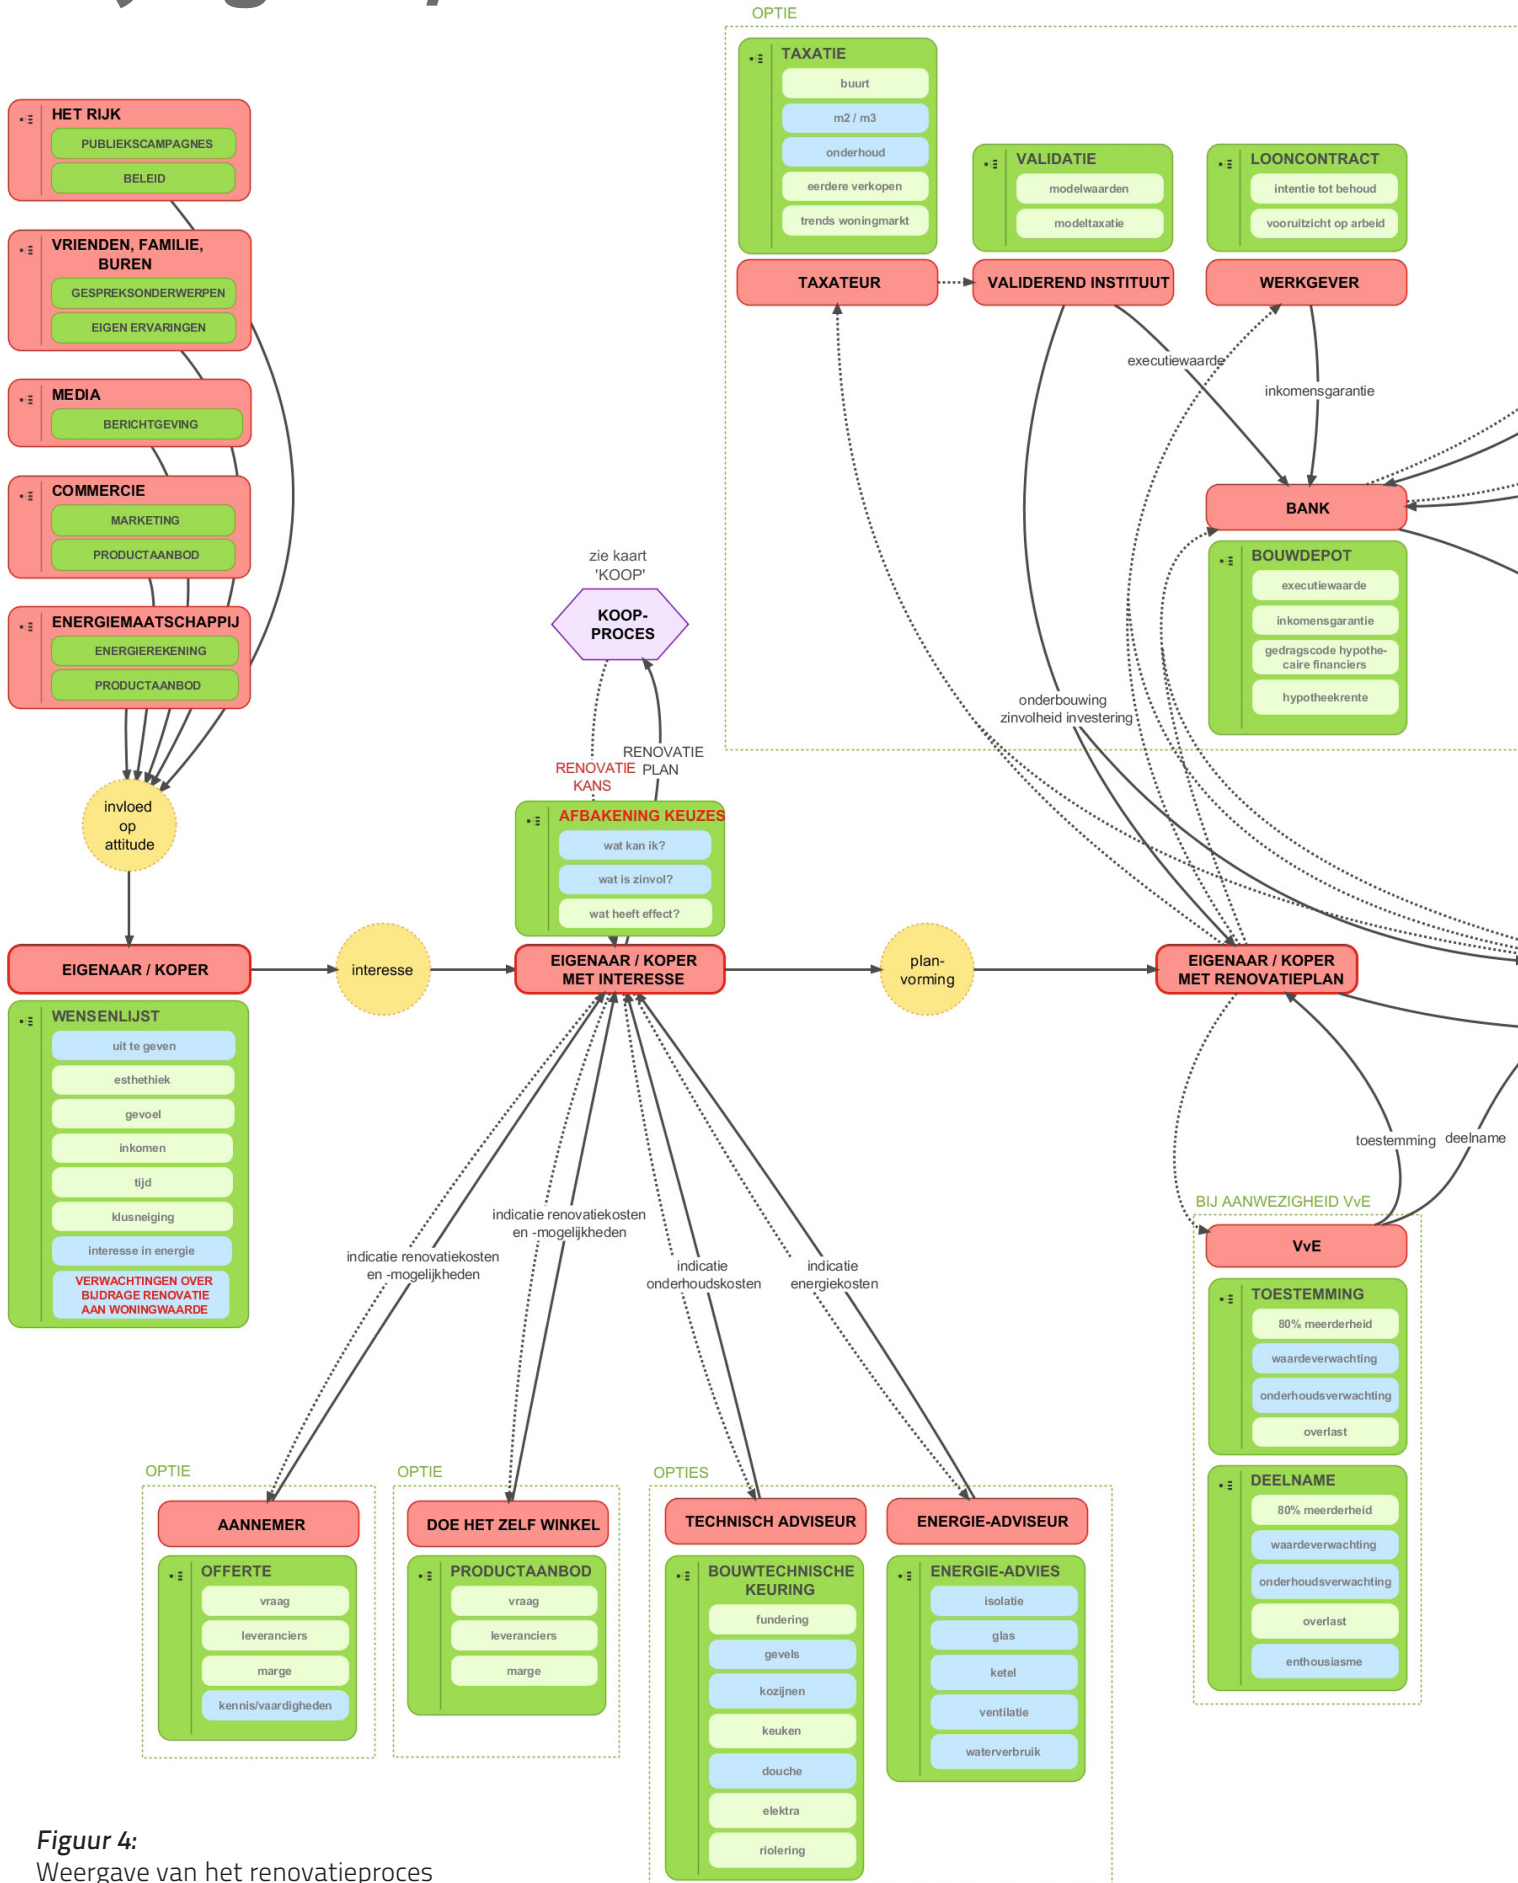 OPTIE
TAXATIE
buurt
m2 / m3
onderhoud
eerdere verkopen
trends woningmarkt
TAXATEUR
VALIDATIE
modelwaarden
modeltaxatie
VALIDEREND INSTITUUT
LOONCONTRACT
intentie tot behoud
vooruitzicht op arbeid
WERKGEVER
executiewaarde
inkomensgarantie
BANK
BOUWDEPOT
executiewaarde
inkomensgarantie
gedragscode hypothe-
caire financiers
hypotheekrente
onderbouwing
zinvolheid investering
HET RIJK
PUBLIEKSCAMPAGNES
BELEID
VRIENDEN, FAMILIE,
BUREN
GESPREKSONDERWERPEN
EIGEN ERVARINGEN
MEDIA
BERICHTGEVING
COMMERCIE
MARKETING
PRODUCTAANBOD
ENERGIEMAATSCHAPPIJ
ENERGIEREKENING
PRODUCTAANBOD
invloed
op
attitude
zie kaart
'KOOP'
KOOP-
PROCES
RENOVATIE
KANS
RENOVATIE
PLAN
AFBAKENING KEUZES
wat kan ik?
wat is zinvol?
wat heeft effect?
EIGENAAR / KOPER
interesse
EIGENAAR / KOPER
MET INTERESSE
plan-
vorming
EIGENAAR / KOPER
MET RENOVATIEPLAN
WENSENLIJST
uit te geven
esthethiek
gevoel
inkomen
tijd
klusneiging
interesse in energie
VERWACHTINGEN OVER
BIJDRAGE RENOVATIE
AAN WONINGWAARDE
indicatie renovatiekosten
en -mogelijkheden
indicatie renovatiekosten
en -mogelijkheden
indicatie
onderhoudskosten
indicatie
energiekosten
toestemming
deelname
BIJ AANWEZIGHEID VvE
VvE
TOESTEMMING
80% meerderheid
waardeverwachting
onderhoudsverwachting
overlast
DEELNAME
80% meerderheid
waardeverwachting
onderhoudsverwachting
overlast
enthousiasme
OPTIE
AANNEMER
OFFERTE
vraag
leveranciers
marge
kennis/vaardigheden
OPTIE
DOE HET ZELF WINKEL
PRODUCTAANBOD
vraag
leveranciers
marge
OPTIES
TECHNISCH ADVISEUR
BOUWTECHNISCHE
KEURING
fundering
gevels
kozijnen
keuken
douche
elektra
riolering
ENERGIE-ADVISEUR
ENERGIE-ADVIES
isolatie
glas
ketel
ventilatie
waterverbruik
Figuur 4:
Weergave van het renovatieproces